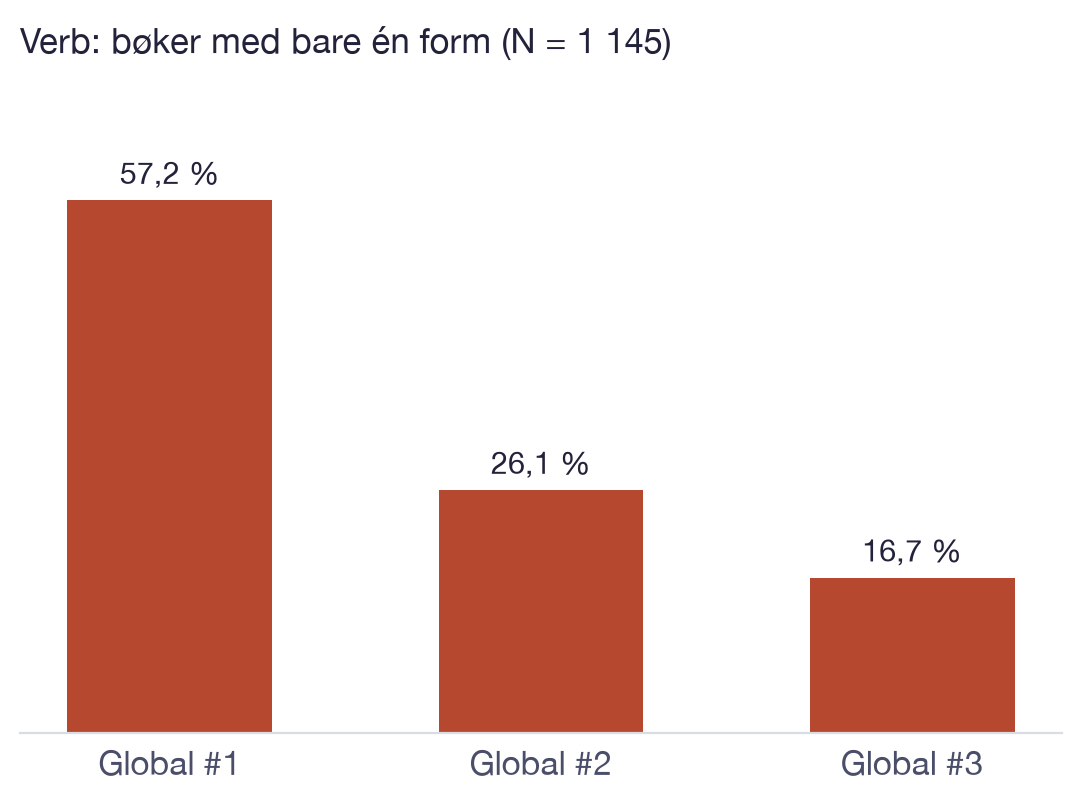 Verb: bøker med bare én form (N = 1 145)
57,2 %
26,1 %
16,7 %
Global #1
Global #2
Global #3